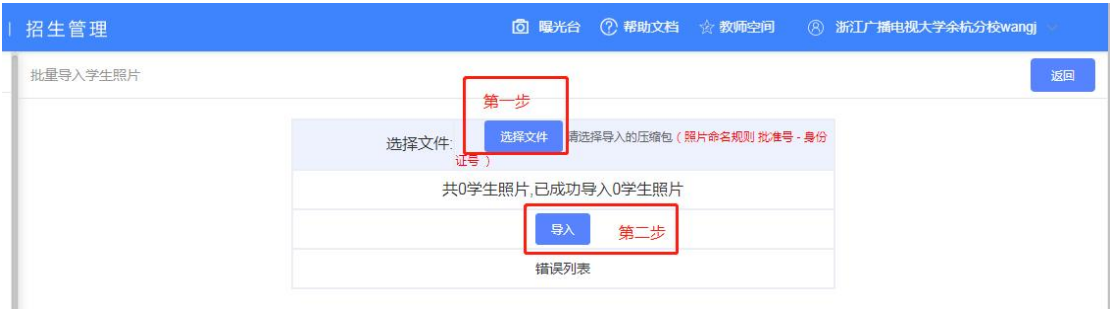 招生管理 曝光台 帮助文档 教师空间 浙江广播电视大学余杭分校wangj
批量导入学生照片 返回
第一步
选择文件: 选择文件 请选择导入的压缩包 ( 照片命名规则 批准号 - 身份
证号 )
共0学生照片,已成功导入0学生照片
导入 第二步
错误列表